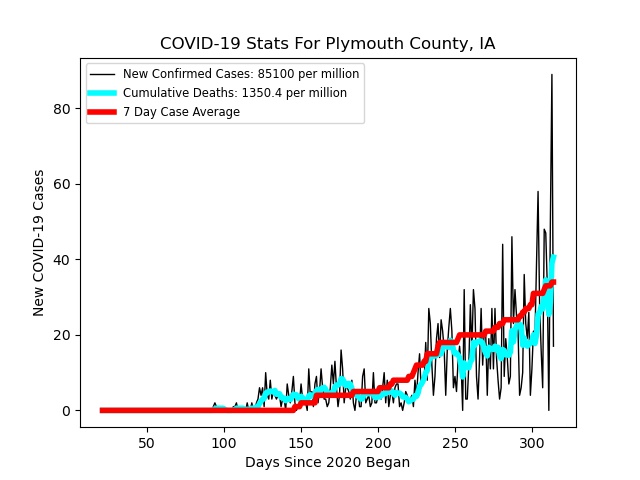 COVID-19 Stats For Plymouth County, IA
New Confirmed Cases: 85100 per million
Cumulative Deaths: 1350.4 per million
7 Day Case Average
New COVID-19 Cases
80
60
40
20
0
50 100 150 200 250 300
Days Since 2020 Began